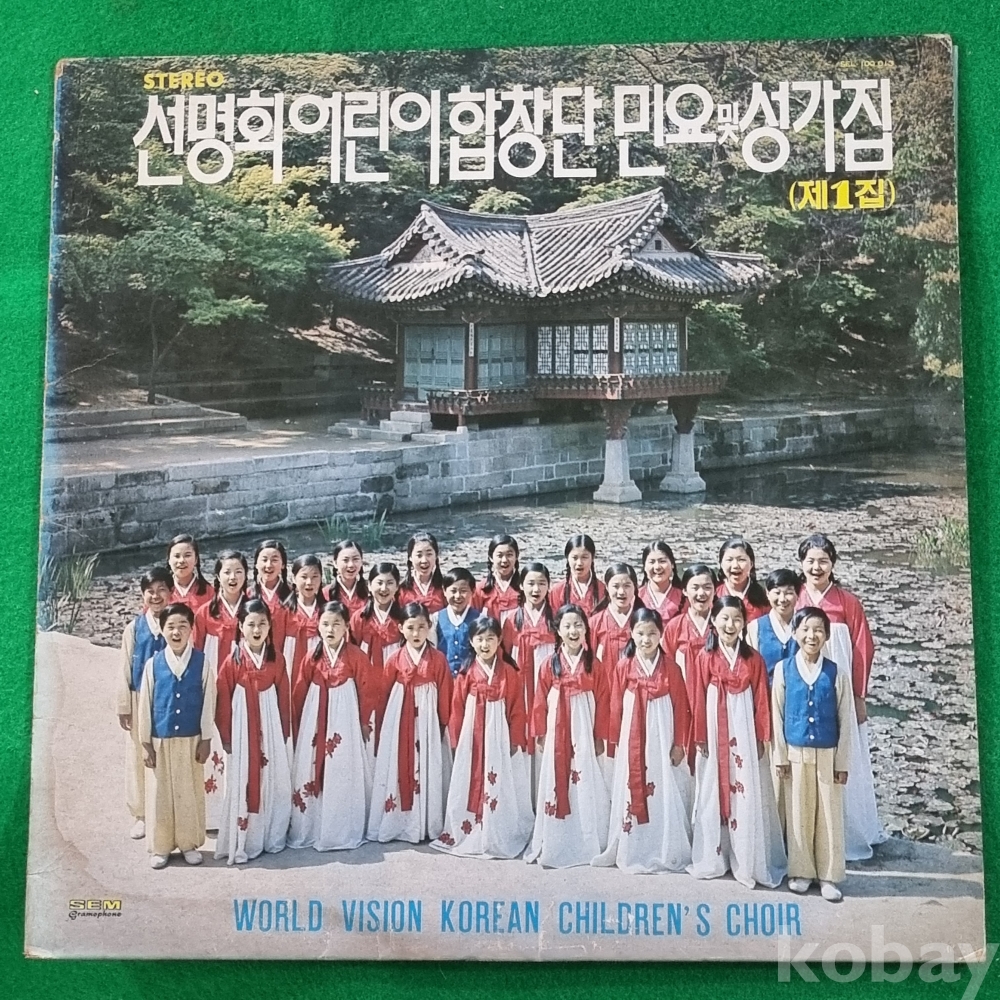 STEREO
선명회 어린이 합창단 민요 및 성가집
(제1집)
SEM
Gramophone
WORLD VISION KOREAN CHILDREN'S CHOIR
kobay